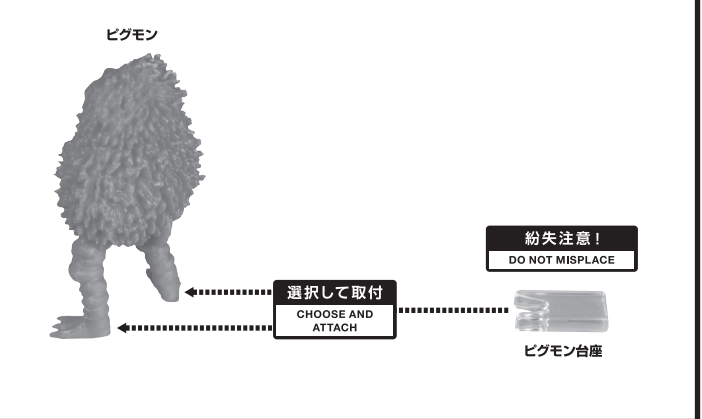 ピグモン
紛失注意！
DO NOT MISPLACE
選択して取付
CHOOSE AND
ATTACH
ピグモン台座